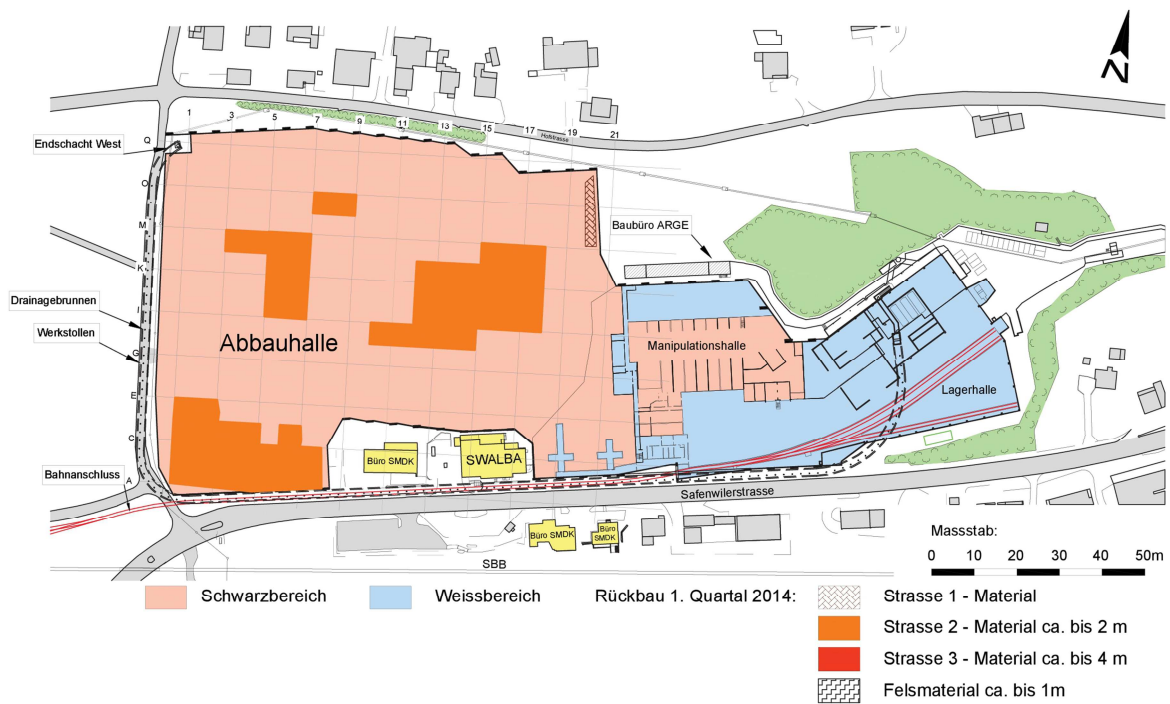 N
1
3
5
7
9
11
13
15
17
19
21
Hofstrasse
Q
Endschacht West
O
M
Baubüro ARGE
K
Drainagebrunnen
I
Werkstollen
G
Abbauhalle
Manipulationshalle
E
Lagerhalle
C
Büro SMDK
SWALBA
Bahnanschluss
A
Safenwilerstrasse
Büro SMDK
Büro
SMDK
SBB
Massstab:
0 10 20 30 40 50m
Schwarzbereich
Weissbereich
Rückbau 1. Quartal 2014:
Strasse 1 - Material
Strasse 2 - Material ca. bis 2 m
Strasse 3 - Material ca. bis 4 m
Felsmaterial ca. bis 1m